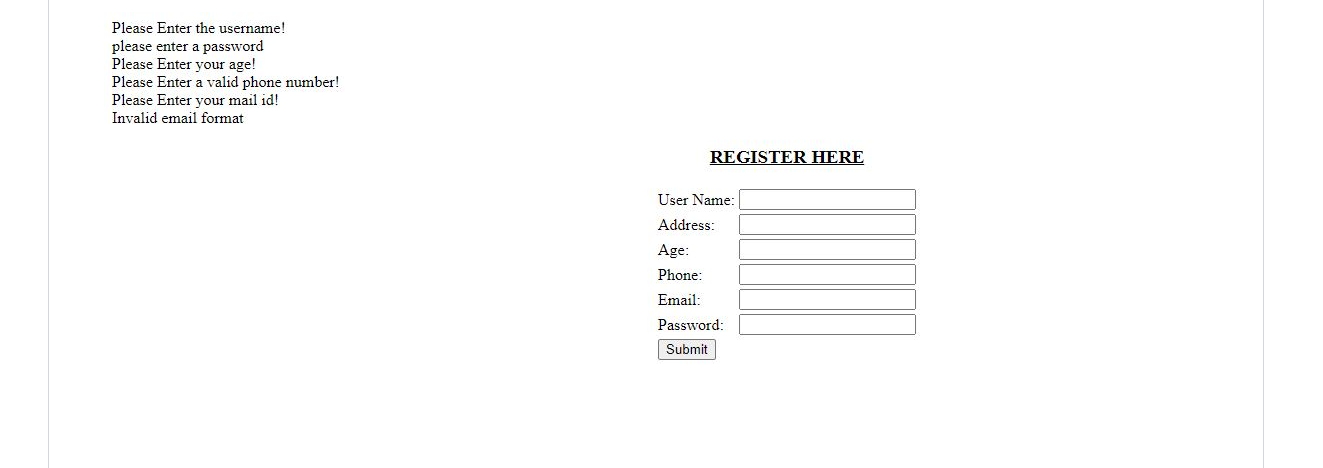 Please Enter the username!
please enter a password
Please Enter your age!
Please Enter a valid phone number!
Please Enter your mail id!
Invalid email format
REGISTER HERE
User Name:
Address:
Age:
Phone:
Email:
Password:
Submit